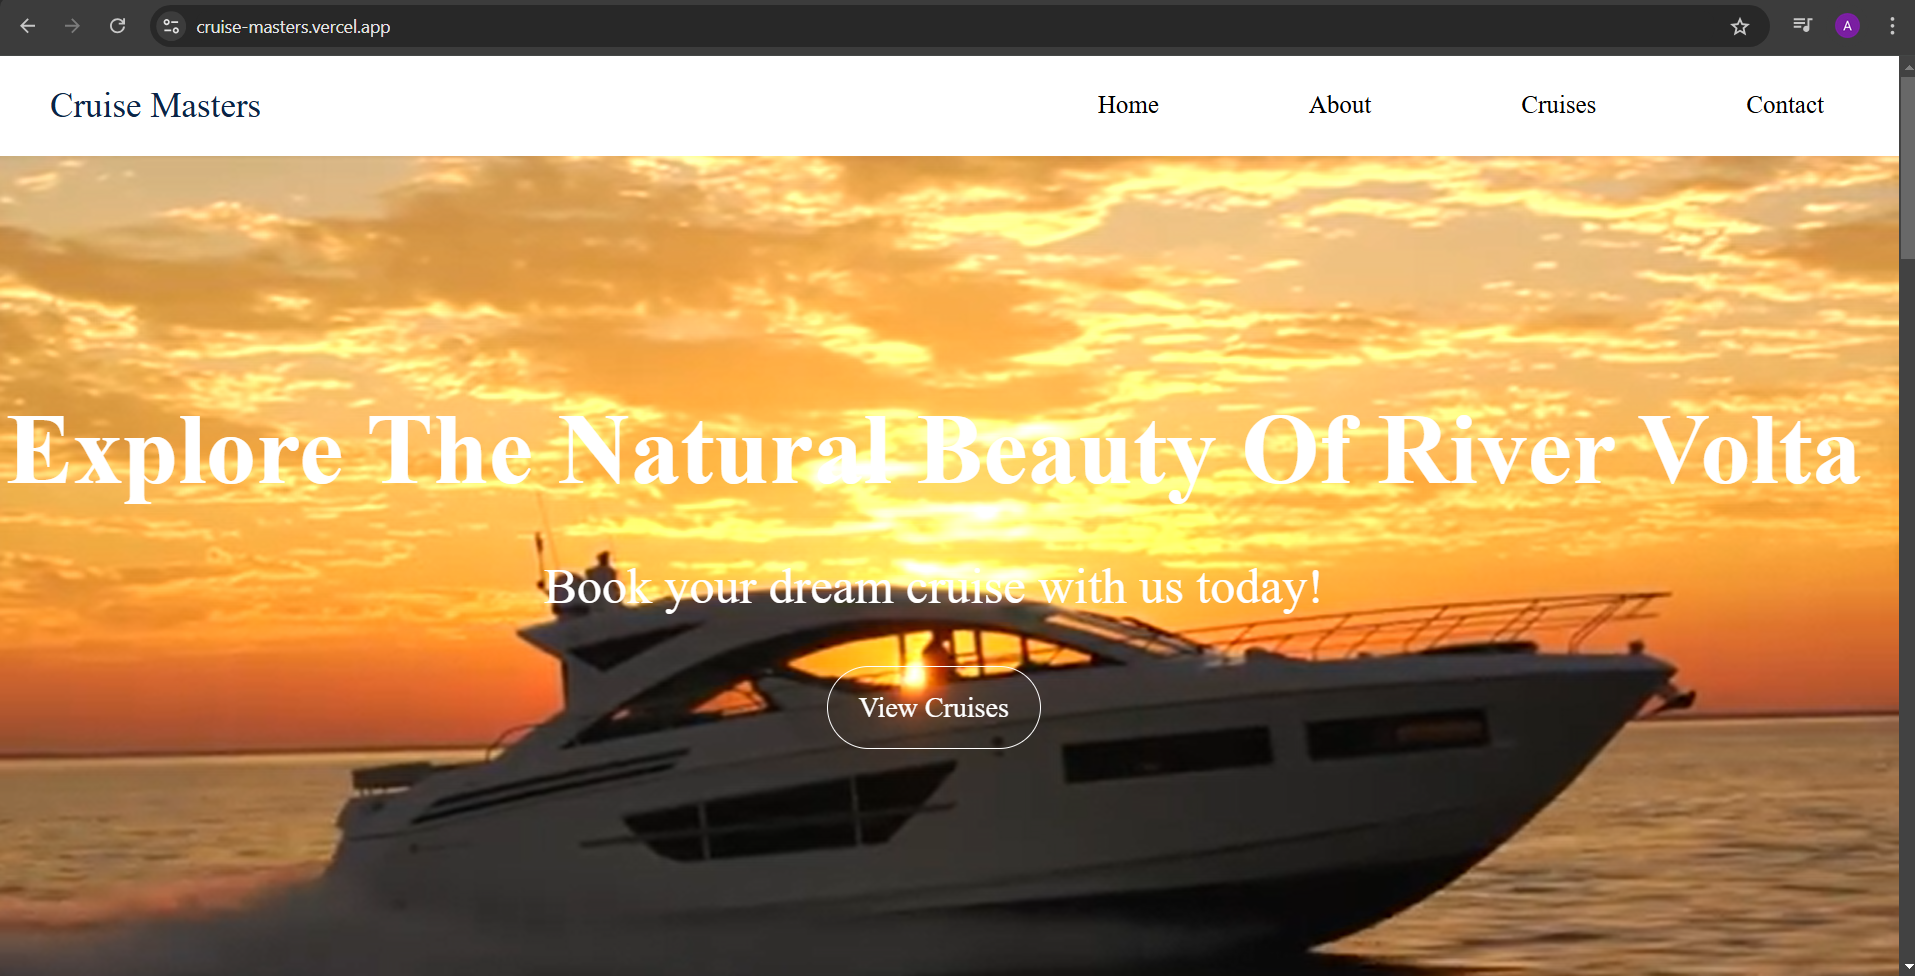 cruise-masters.vercel.app
A
Cruise Masters
Home
About
Cruises
Contact
Explore The Natural Beauty Of River Volta
Book your dream cruise with us today!
View Cruises